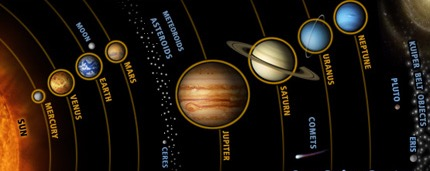 SUN
MERCURY
VENUS
MOON
EARTH
MARS
METEOROIDS
ASTEROIDS
CERES
JUPITER
SATURN
COMETS
URANUS
NEPTUNE
PLUTO
KUIPER BELT OBJECTS
ERIS